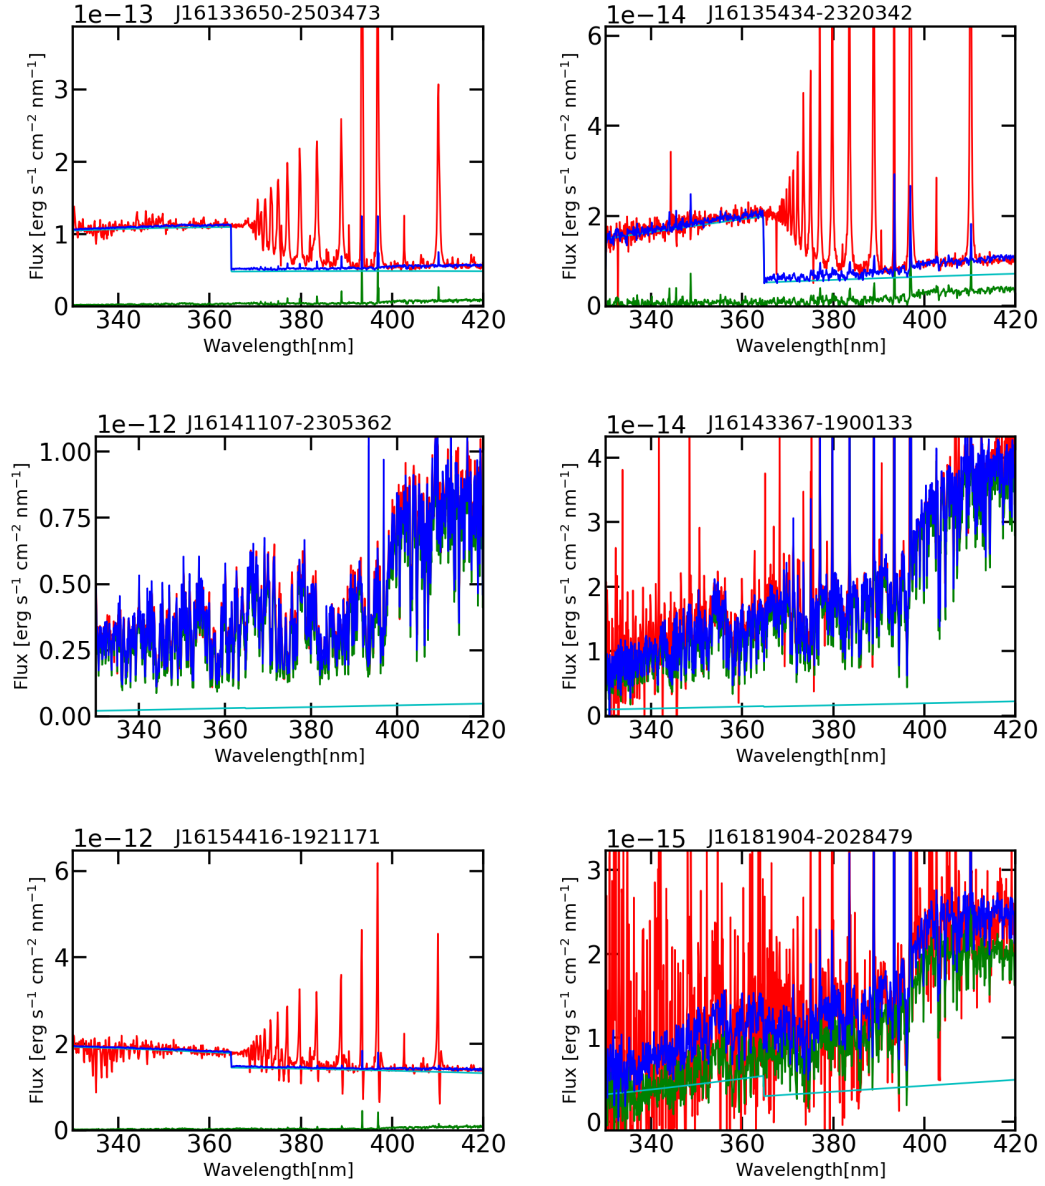 1e−13 J16133650-2503473
Flux [erg s⁻¹ cm⁻² nm⁻¹]
3
2
1
0
340 360 380 400 420
Wavelength[nm]
1e−14 J16135434-2320342
Flux [erg s⁻¹ cm⁻² nm⁻¹]
6
4
2
0
340 360 380 400 420
Wavelength[nm]
1e−12 J16141107-2305362
Flux [erg s⁻¹ cm⁻² nm⁻¹]
1.00
0.75
0.50
0.25
0.00
340 360 380 400 420
Wavelength[nm]
1e−14 J16143367-1900133
Flux [erg s⁻¹ cm⁻² nm⁻¹]
4
3
2
1
0
340 360 380 400 420
Wavelength[nm]
1e−12 J16154416-1921171
Flux [erg s⁻¹ cm⁻² nm⁻¹]
6
4
2
0
340 360 380 400 420
Wavelength[nm]
1e−15 J16181904-2028479
Flux [erg s⁻¹ cm⁻² nm⁻¹]
3
2
1
0
340 360 380 400 420
Wavelength[nm]